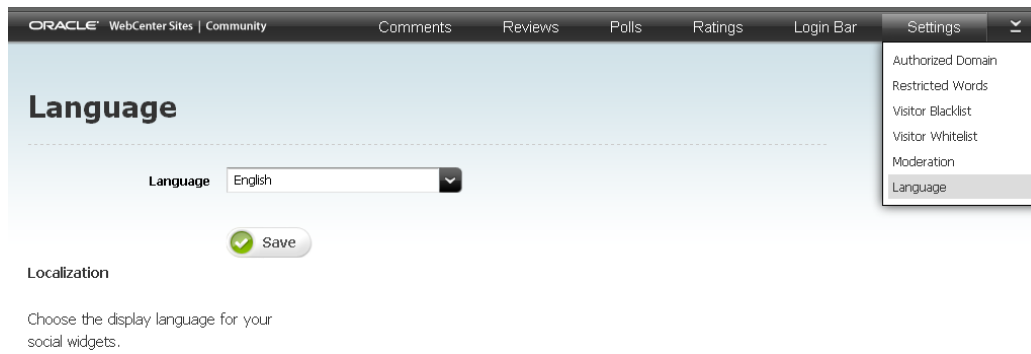 ORACLE WebCenter Sites | Community Comments Reviews Polls Ratings Login Bar Settings
Authorized Domain
Restricted Words
Visitor Blacklist
Visitor Whitelist
Moderation
Language
Language
Language English
Save
Localization
Choose the display language for your
social widgets.